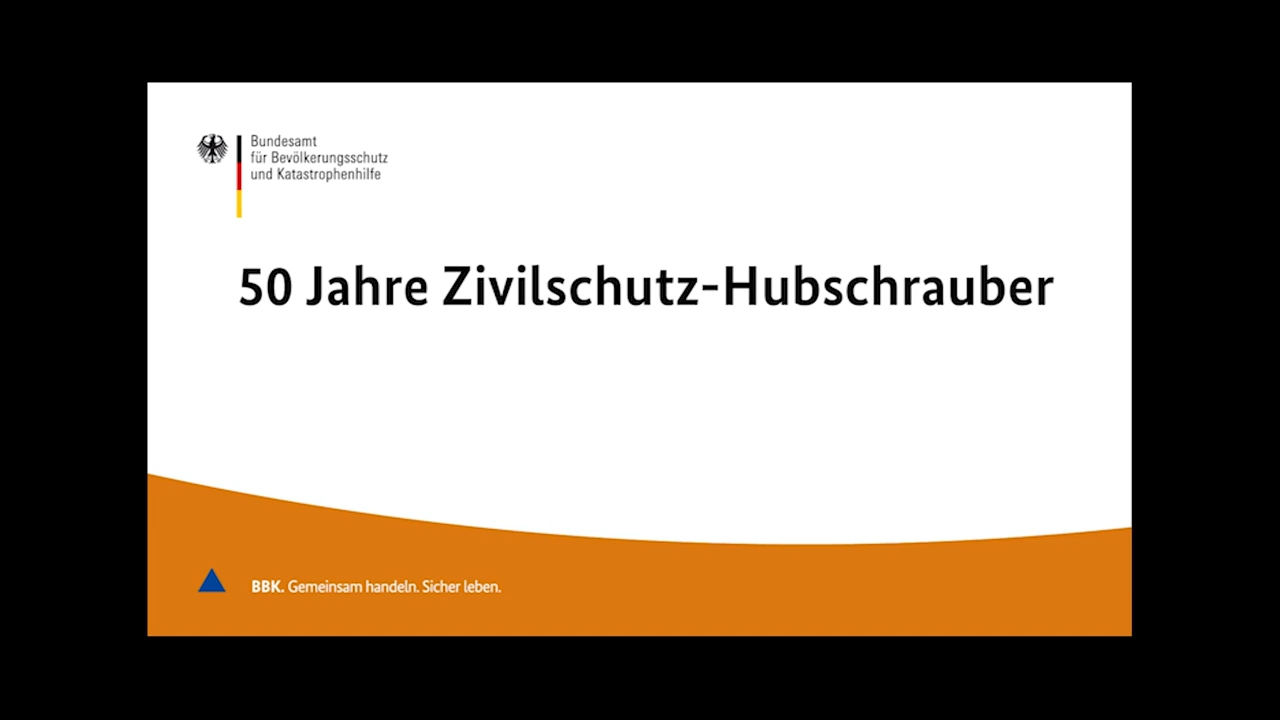 Bundesamt
für Bevölkerungsschutz
und Katastrophenhilfe
50 Jahre Zivilschutz-Hubschrauber
BBK. Gemeinsam handeln. Sicher leben.